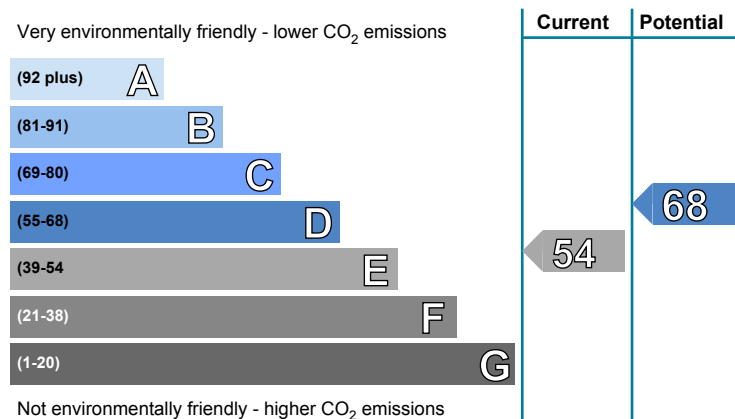 Very environmentally friendly - lower CO₂ emissions
Current
Potential
(92 plus) A
(81-91) B
(69-80) C
(55-68) D
(39-54 E
(21-38) F
(1-20) G
54
68
Not environmentally friendly - higher CO₂ emissions